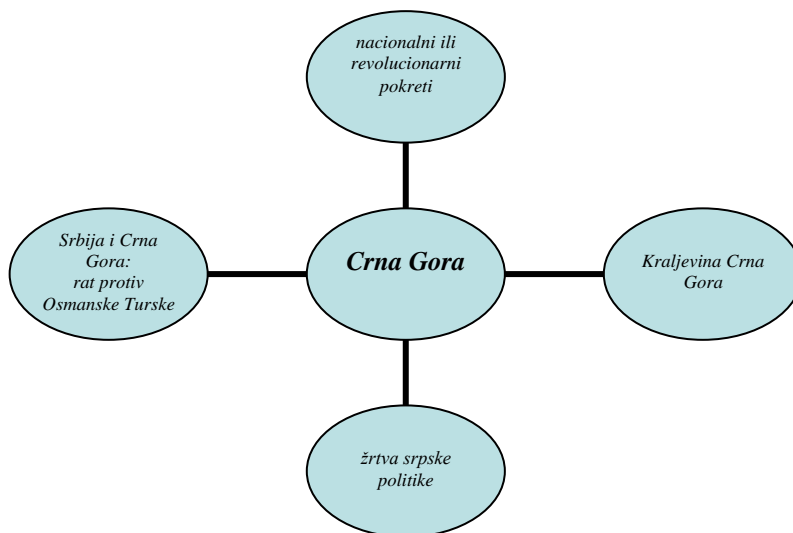 nacionalni ili
revolucionarni
pokreti
Srbija i Crna
Gora:
rat protiv
Osmanske Turske
Crna Gora
Kraljevina Crna
Gora
žrtva srpske
politike